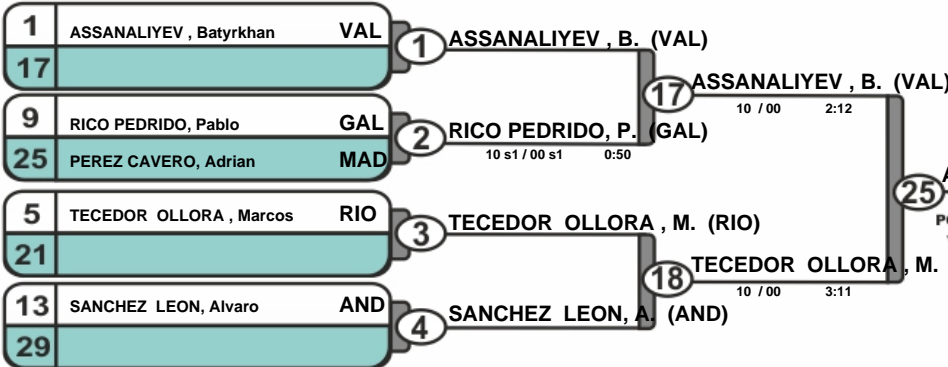 1 ASSANALIYEV , Batyrkhan VAL
17
9 RICO PEDRIDO, Pablo GAL
25 PEREZ CAVERO, Adrian MAD
5 TECEDOR OLLORA , Marcos RIO
21
13 SANCHEZ LEON, Alvaro AND
29
1 ASSANALIYEV , B. (VAL)
2 RICO PEDRIDO, P. (GAL)
10 s1 / 00 s1 0:50
3 TECEDOR OLLORA , M. (RIO)
4 SANCHEZ LEON, A. (AND)
17 ASSANALIYEV , B. (VAL)
10 / 00 2:12
18 TECEDOR OLLORA , M.
10 / 00 3:11
25